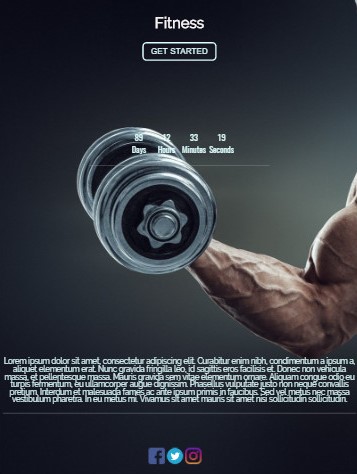 Fitness
GET STARTED
89 12 33 19
Days Hours Minutes Seconds
Lorem ipsum dolor sit amet, consectetur adipiscing elit. Curabitur enim nibh, condimentum a ipsum a,
aliquet elementum erat. Nunc gravida fringilla leo, id sagittis eros facilisis et. Donec non vehicula
massa, et pellentesque massa. Mauris gravida sem vitae elementum ornare. Aliquam congue odio eu
turpis fermentum, eu ullamcorper augue dignissim. Phasellus vulputate justo non neque convallis
pretium. Interdum et malesuada fames ac ante ipsum primis in faucibus. Sed vel metus nec massa
vestibulum pharetra. In eu metus mi. Vivamus sit amet mauris sit amet nisi sollicitudin sollicitudin.